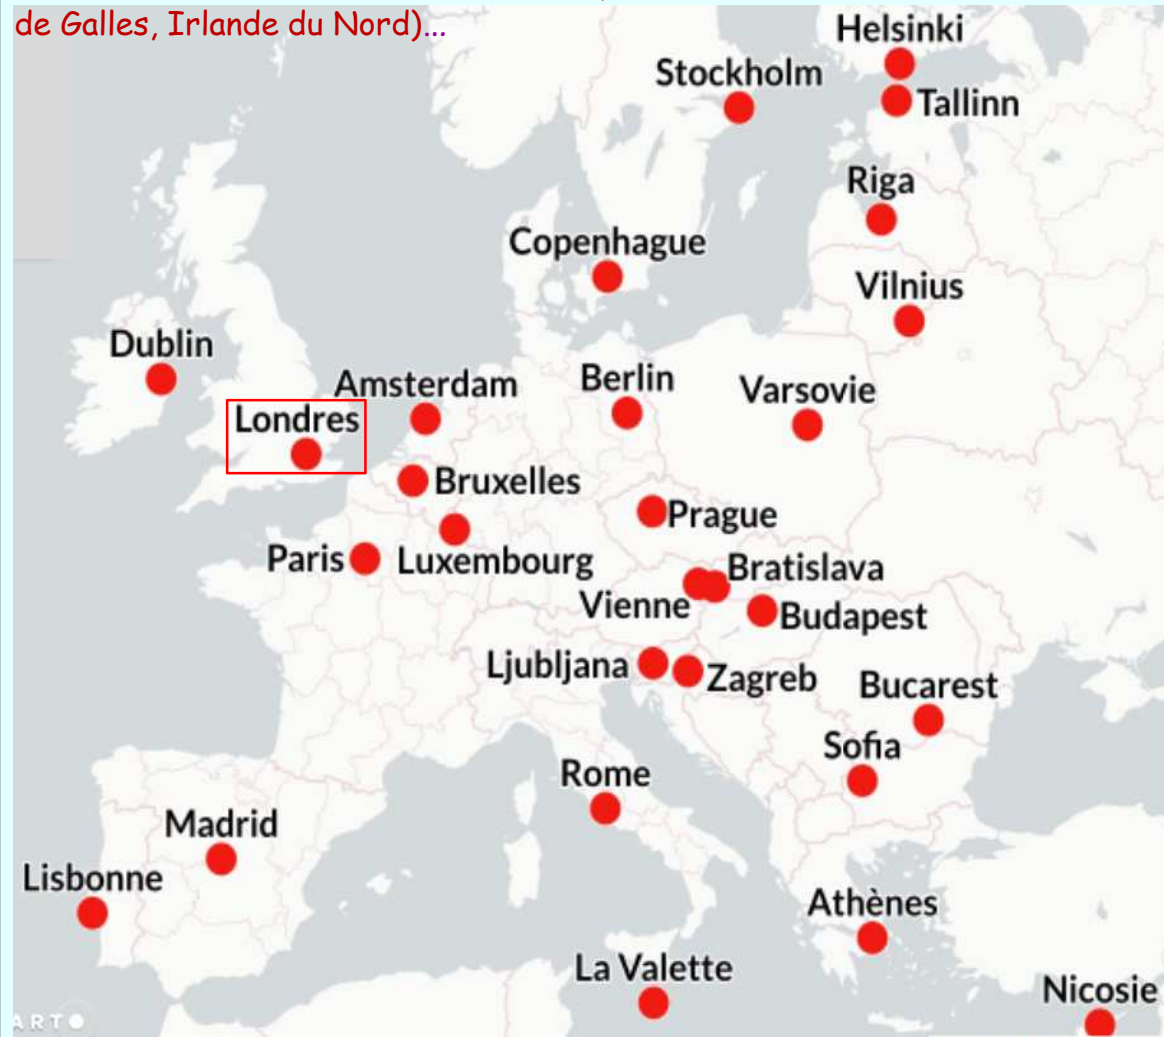 de Galles, Irlande du Nord)...
Helsinki
Stockholm
Tallinn
Riga
Copenhague
Vilnius
Dublin
Amsterdam
Berlin
Varsovie
Londres
Bruxelles
Prague
Paris
Luxembourg
Bratislava
Vienne
Budapest
Ljubljana
Zagreb
Bucarest
Sofia
Rome
Madrid
Lisbonne
Athènes
La Valette
Nicosie